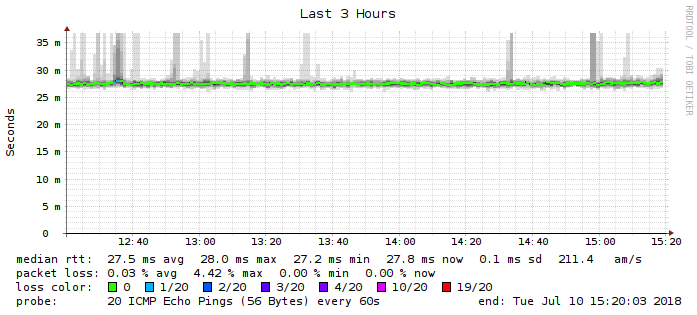 Last 3 Hours
RRDTOOL / TOBI OETIKER
Seconds
35 m
30 m
25 m
20 m
15 m
10 m
5 m
0
12:40 13:00 13:20 13:40 14:00 14:20 14:40 15:00 15:20
median rtt: 27.5 ms avg 28.0 ms max 27.2 ms min 27.8 ms now 0.1 ms sd 211.4 am/s
packet loss: 0.03 % avg 4.42 % max 0.00 % min 0.00 % now
loss color: 0 1/20 2/20 3/20 4/20 10/20 19/20
probe: 20 ICMP Echo Pings (56 Bytes) every 60s end: Tue Jul 10 15:20:03 2018